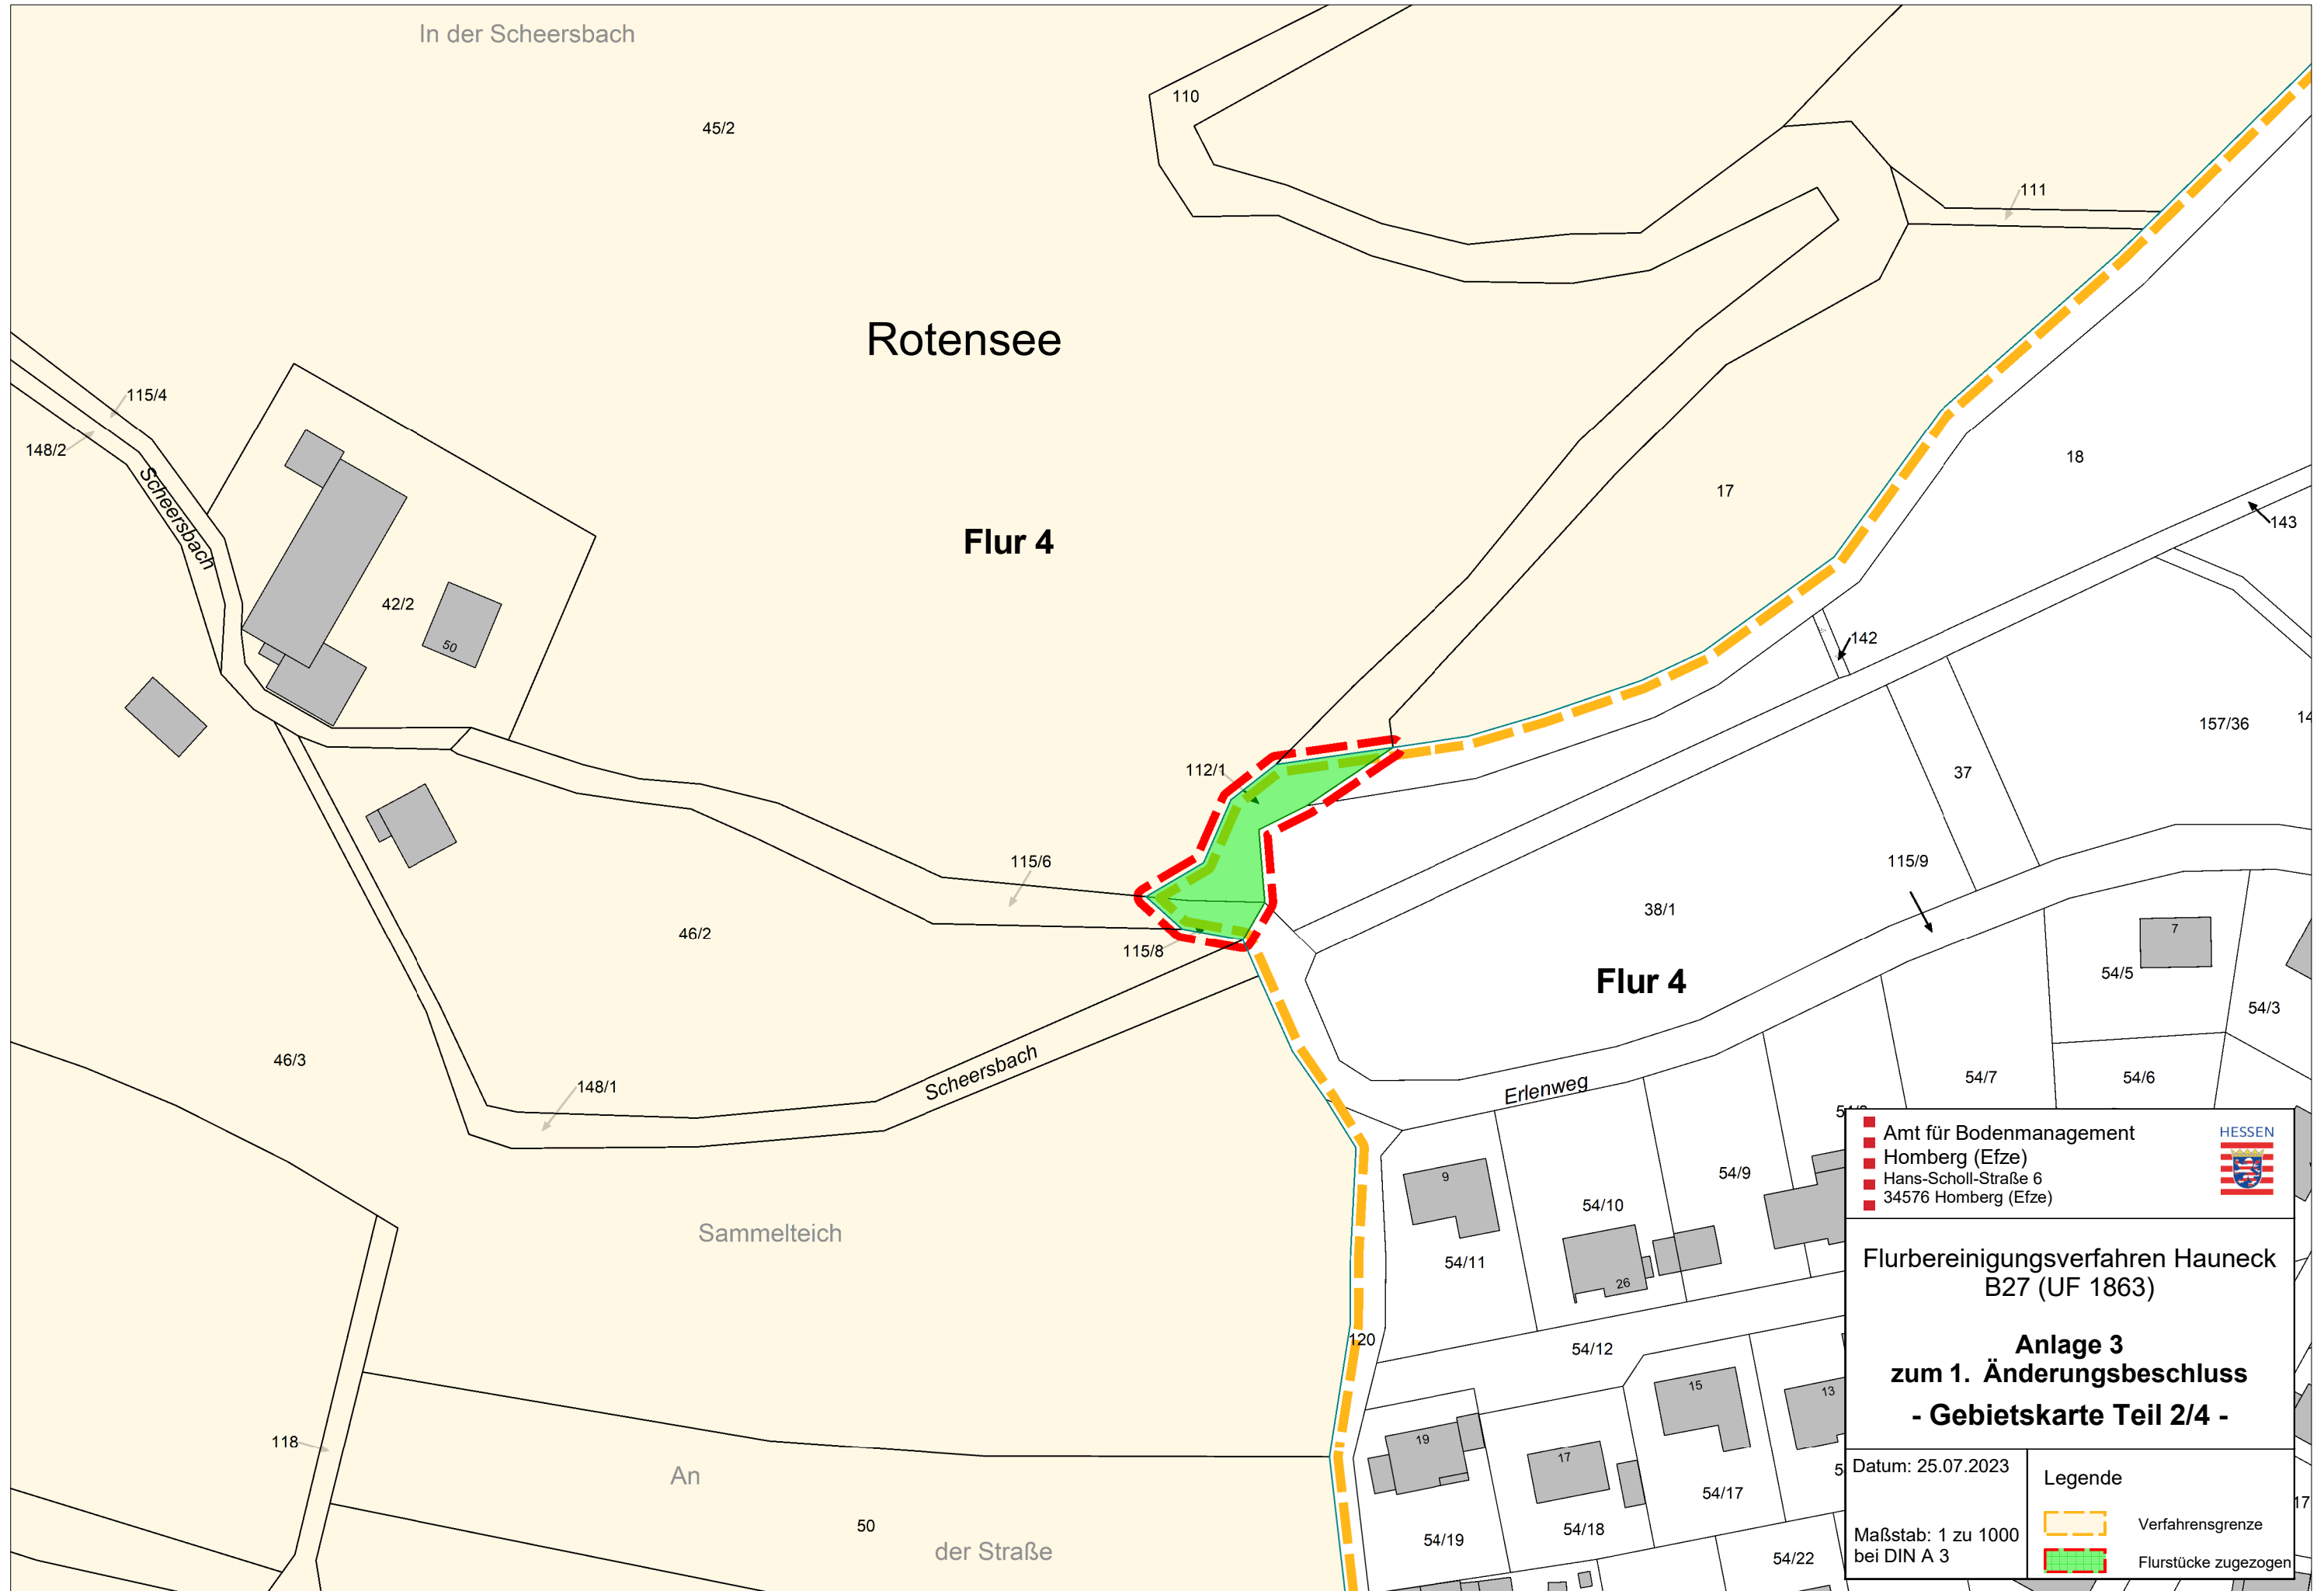 In der Scheersbach
110
45/2
111
Rotensee
115/4
148/2
Scheersbach
18
17
143
Flur 4
42/2
50
142
157/36
14
112/1
37
115/6
115/9
38/1
46/2
115/8
7
54/5
Flur 4
54/3
46/3
Scheersbach
148/1
Erlenweg
54/7
54/6
9
54/9
54/10
Sammelteich
54/11
26
120
54/12
15
13
118
19
17
An
54/17
50
54/19
54/18
der Straße
54/22
5
17
Amt für Bodenmanagement
Homberg (Efze)
Hans-Scholl-Straße 6
34576 Homberg (Efze)
HESSEN
Flurbereinigungsverfahren Hauneck
B27 (UF 1863)
Anlage 3
zum 1. Änderungsbeschluss
- Gebietskarte Teil 2/4 -
Datum: 25.07.2023
Maßstab: 1 zu 1000
bei DIN A 3
Legende
Verfahrensgrenze
Flurstücke zugezogen